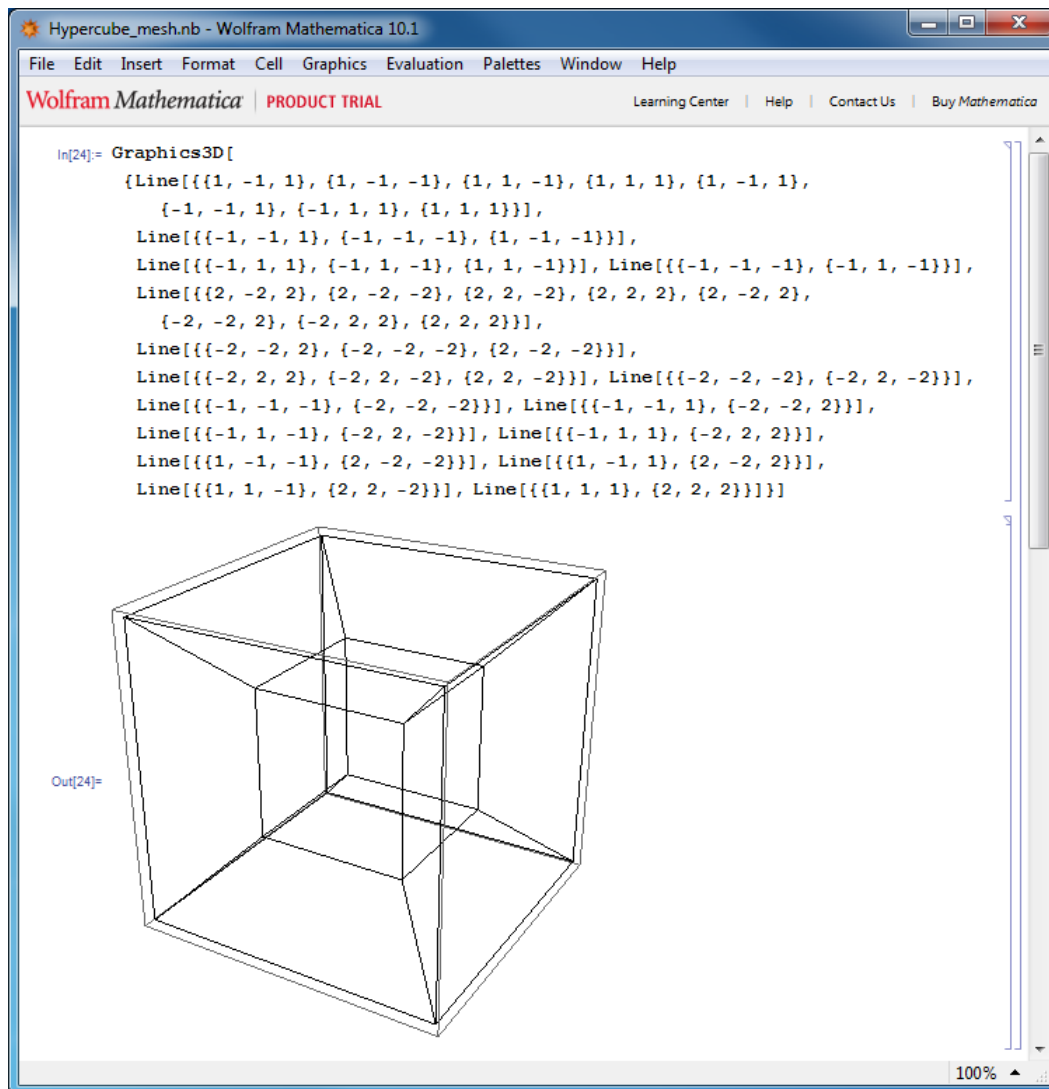 Hypercube_mesh.nb - Wolfram Mathematica 10.1
File Edit Insert Format Cell Graphics Evaluation Palettes Window Help
Wolfram Mathematica | PRODUCT TRIAL Learning Center | Help | Contact Us | Buy Mathematica
In[24]:= Graphics3D[
{Line[{{1, -1, 1}, {1, -1, -1}, {1, 1, -1}, {1, 1, 1}, {1, -1, 1},
{-1, -1, 1}, {-1, 1, 1}, {1, 1, 1}}],
Line[{{-1, -1, 1}, {-1, -1, -1}, {1, -1, -1}}],
Line[{{-1, 1, 1}, {-1, 1, -1}, {1, 1, -1}}], Line[{{-1, -1, -1}, {-1, 1, -1}}],
Line[{{2, -2, 2}, {2, -2, -2}, {2, 2, -2}, {2, 2, 2}, {2, -2, 2},
{-2, -2, 2}, {-2, 2, 2}, {2, 2, 2}}],
Line[{{-2, -2, 2}, {-2, -2, -2}, {2, -2, -2}}],
Line[{{-2, 2, 2}, {-2, 2, -2}, {2, 2, -2}}], Line[{{-2, -2, -2}, {-2, 2, -2}}],
Line[{{-1, -1, -1}, {-2, -2, -2}}], Line[{{-1, -1, 1}, {-2, -2, 2}}],
Line[{{-1, 1, -1}, {-2, 2, -2}}], Line[{{-1, 1, 1}, {-2, 2, 2}}],
Line[{{1, -1, -1}, {2, -2, -2}}], Line[{{1, -1, 1}, {2, -2, 2}}],
Line[{{1, 1, -1}, {2, 2, -2}}], Line[{{1, 1, 1}, {2, 2, 2}}]}]
Out[24]=
100%